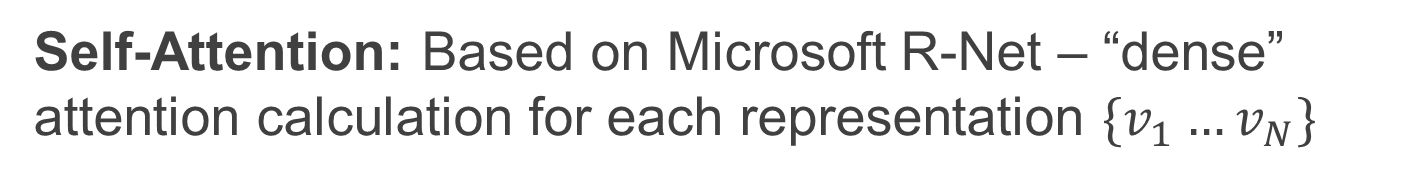 Self-Attention: Based on Microsoft R-Net – “dense”
attention calculation for each representation {𝑣₁ … 𝑣_N}